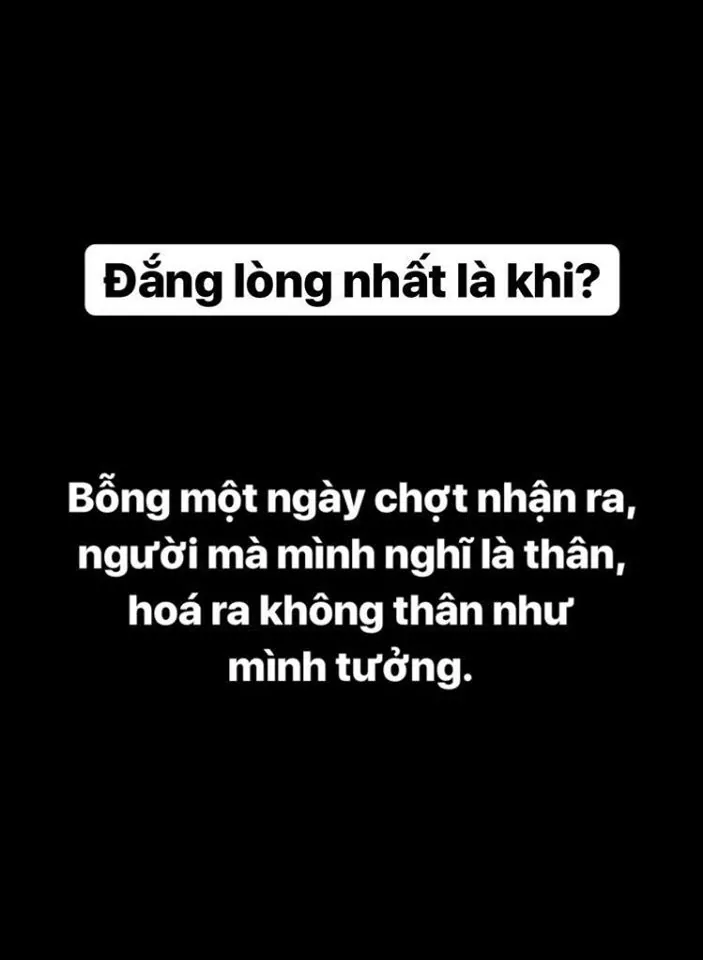 Đắng lòng nhất là khi?
Bỗng một ngày chợt nhận ra,
người mà mình nghĩ là thân,
hoá ra không thân như
mình tưởng.